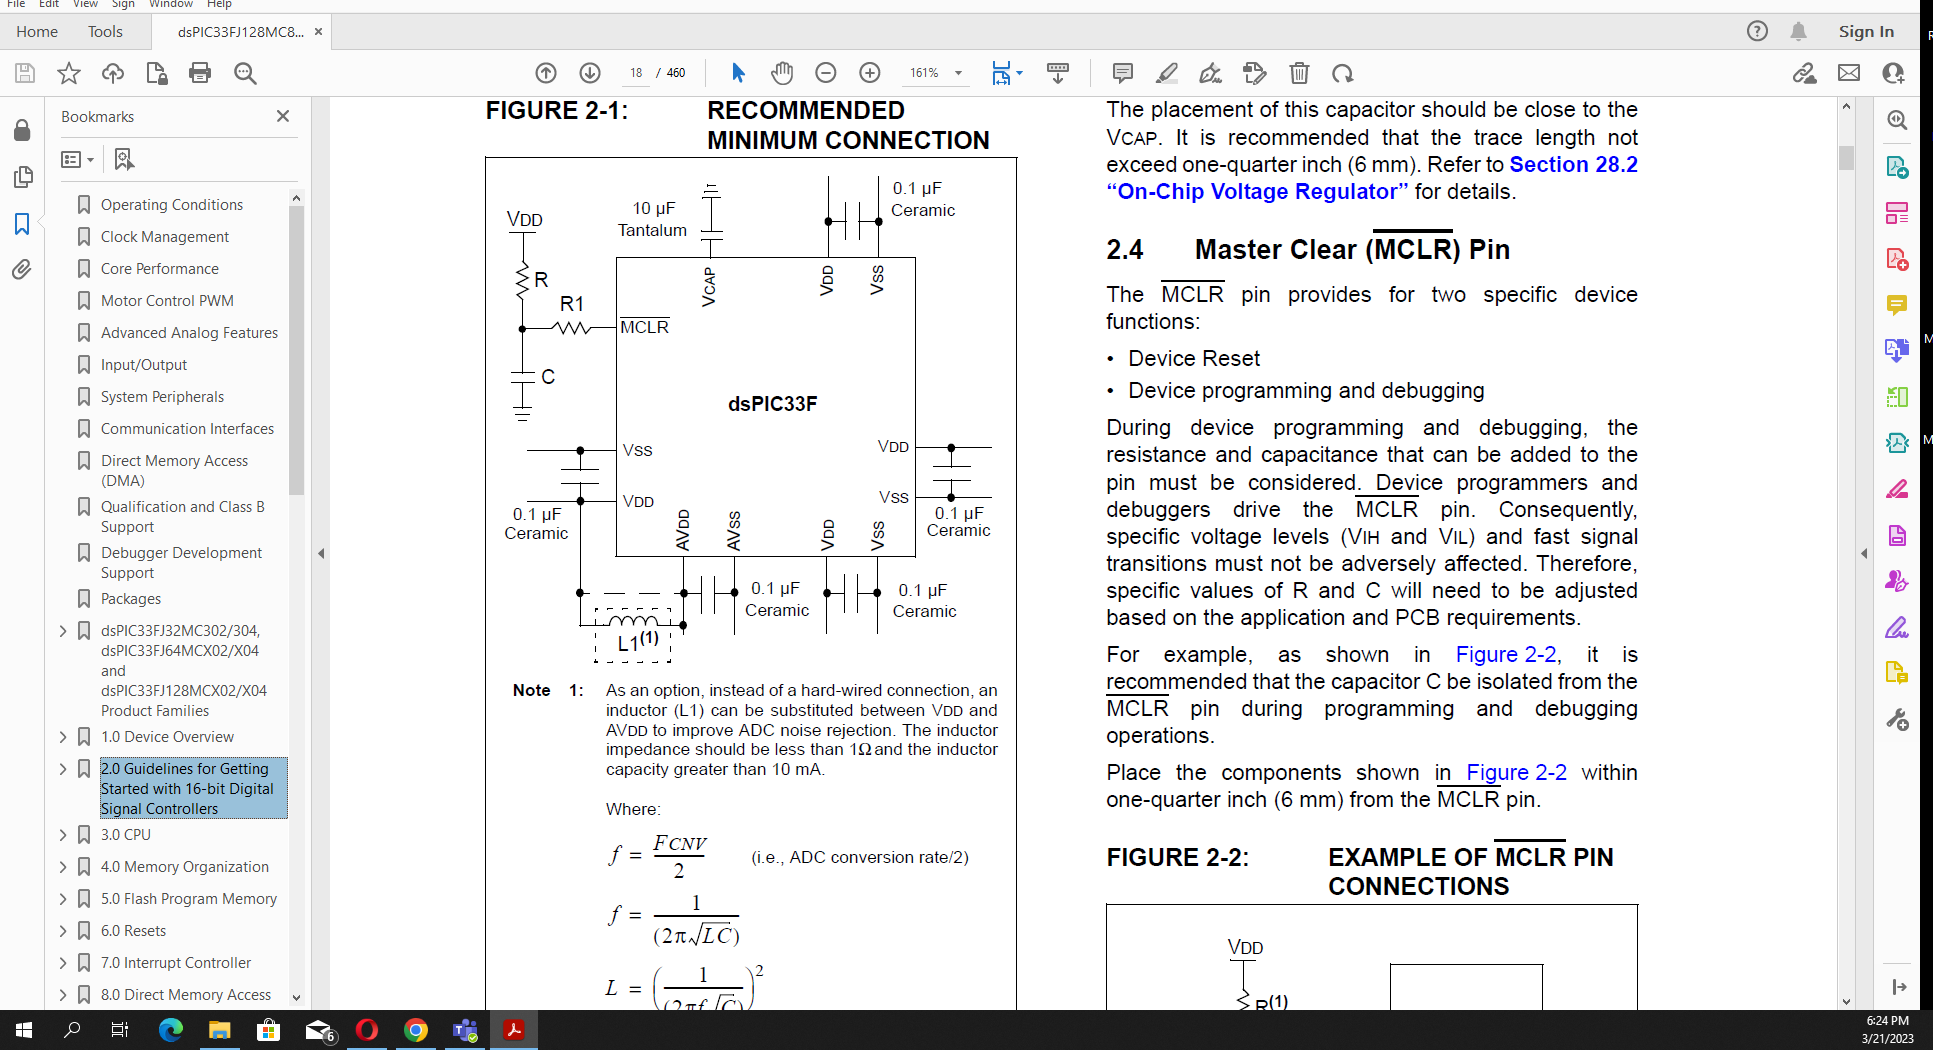 File Edit View Sign Window Help
Home Tools dsPIC33FJ128MC8... × Sign In
18 / 460 161%
Bookmarks
Operating Conditions
Clock Management
Core Performance
Motor Control PWM
Advanced Analog Features
Input/Output
System Peripherals
Communication Interfaces
Direct Memory Access
(DMA)
Qualification and Class B
Support
Debugger Development
Support
Packages
dsPIC33FJ32MC302/304,
dsPIC33FJ64MCX02/X04
and
dsPIC33FJ128MCX02/X04
Product Families
1.0 Device Overview
2.0 Guidelines for Getting
Started with 16-bit Digital
Signal Controllers
3.0 CPU
4.0 Memory Organization
5.0 Flash Program Memory
6.0 Resets
7.0 Interrupt Controller
8.0 Direct Memory Access
FIGURE 2-1: RECOMMENDED
MINIMUM CONNECTION
VDD
R
R1
C
10 µF
Tantalum
0.1 µF
Ceramic
VCAP
VDD
VSS
MCLR
dsPIC33F
VSS
VDD
VDD
VSS
0.1 µF
Ceramic
0.1 µF
Ceramic
AVDD
AVSS
VDD
VSS
0.1 µF
Ceramic
0.1 µF
Ceramic
L1(1)
Note 1: As an option, instead of a hard-wired connection, an
inductor (L1) can be substituted between VDD and
AVDD to improve ADC noise rejection. The inductor
impedance should be less than 1Ω and the inductor
capacity greater than 10 mA.
Where:
f = FCNV / 2 (i.e., ADC conversion rate/2)
f = 1 / (2π√LC)
L = (1 / (2πf√C))²
The placement of this capacitor should be close to the
VCAP. It is recommended that the trace length not
exceed one-quarter inch (6 mm). Refer to Section 28.2
“On-Chip Voltage Regulator” for details.
2.4 Master Clear (MCLR) Pin
The MCLR pin provides for two specific device
functions:
• Device Reset
• Device programming and debugging
During device programming and debugging, the
resistance and capacitance that can be added to the
pin must be considered. Device programmers and
debuggers drive the MCLR pin. Consequently,
specific voltage levels (VIH and VIL) and fast signal
transitions must not be adversely affected. Therefore,
specific values of R and C will need to be adjusted
based on the application and PCB requirements.
For example, as shown in Figure 2-2, it is
recommended that the capacitor C be isolated from the
MCLR pin during programming and debugging
operations.
Place the components shown in Figure 2-2 within
one-quarter inch (6 mm) from the MCLR pin.
FIGURE 2-2: EXAMPLE OF MCLR PIN
CONNECTIONS
VDD
R(1)
6
6:24 PM
3/21/2023